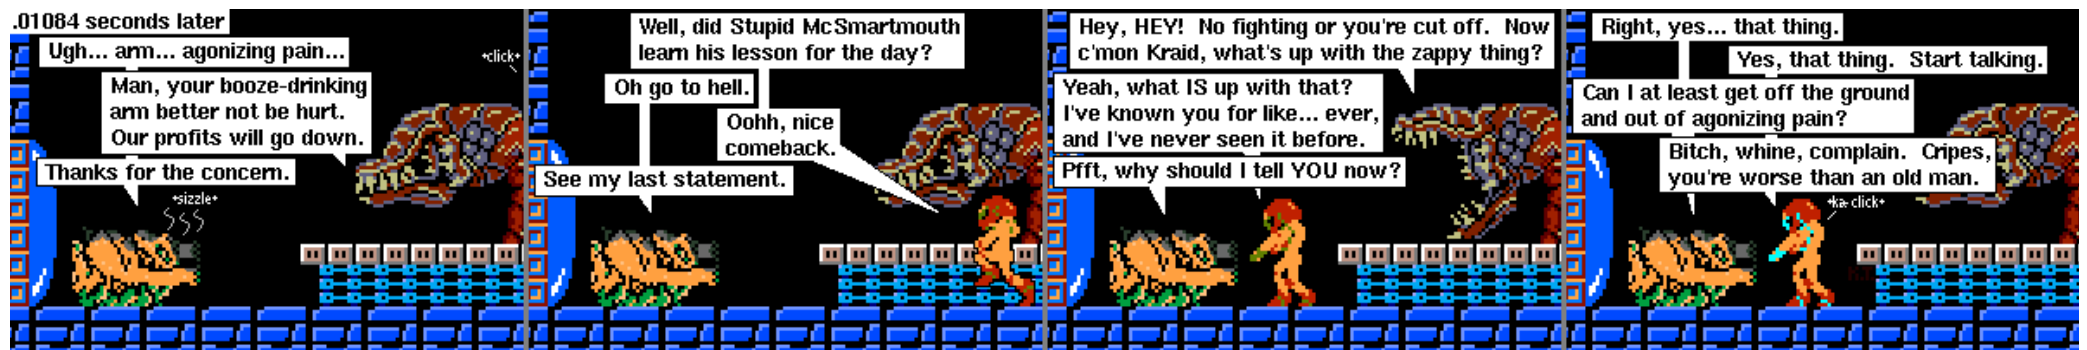 .01084 seconds later
Ugh... arm... agonizing pain...
*click*
Man, your booze-drinking
arm better not be hurt.
Our profits will go down.
Thanks for the concern.
*sizzle*
Well, did Stupid McSmartmouth
learn his lesson for the day?
Oh go to hell.
Oohh, nice
comeback.
See my last statement.
Hey, HEY!  No fighting or you're cut off.  Now
c'mon Kraid, what's up with the zappy thing?
Yeah, what IS up with that?
I've known you for like... ever,
and I've never seen it before.
Pfft, why should I tell YOU now?
Right, yes... that thing.
Yes, that thing.  Start talking.
Can I at least get off the ground
and out of agonizing pain?
Bitch, whine, complain.  Cripes,
you're worse than an old man.
*ka-click*